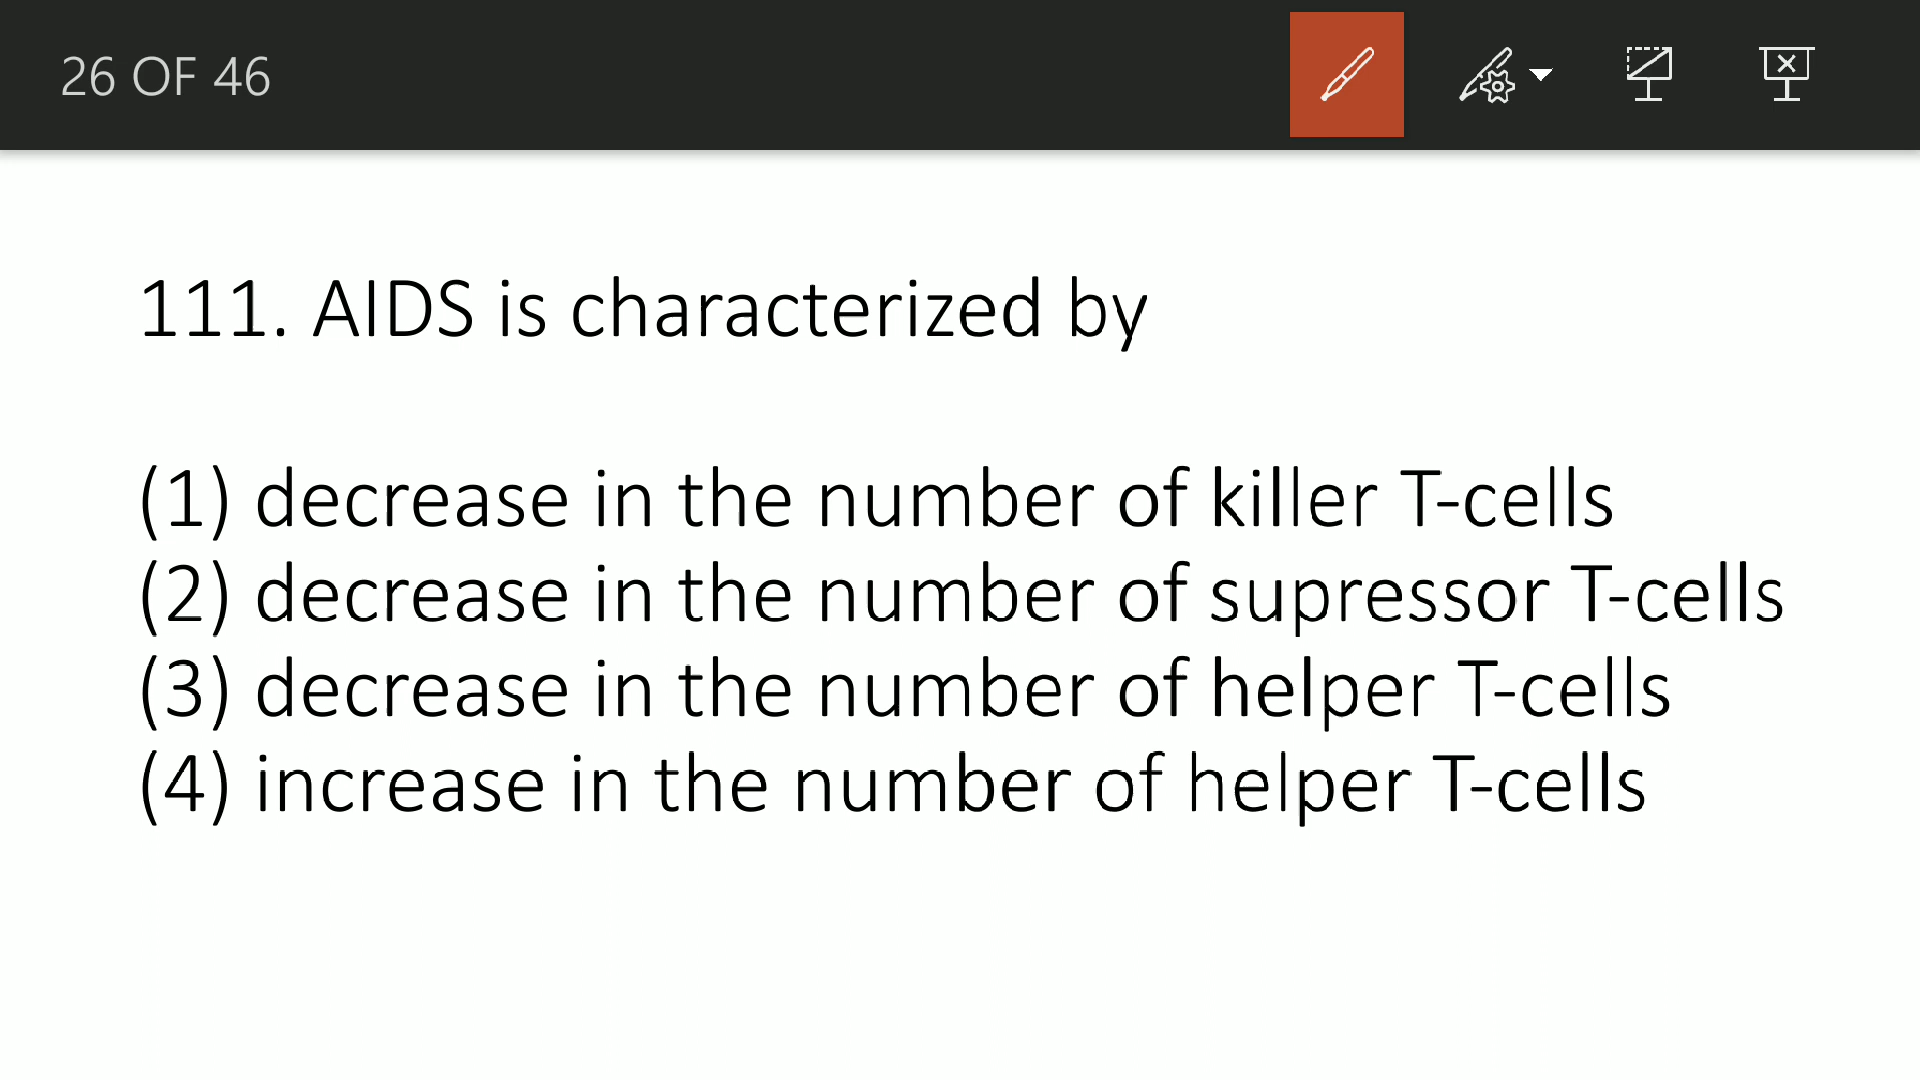 26 OF 46
111. AIDS is characterized by
(1) decrease in the number of killer T-cells
(2) decrease in the number of supressor T-cells
(3) decrease in the number of helper T-cells
(4) increase in the number of helper T-cells